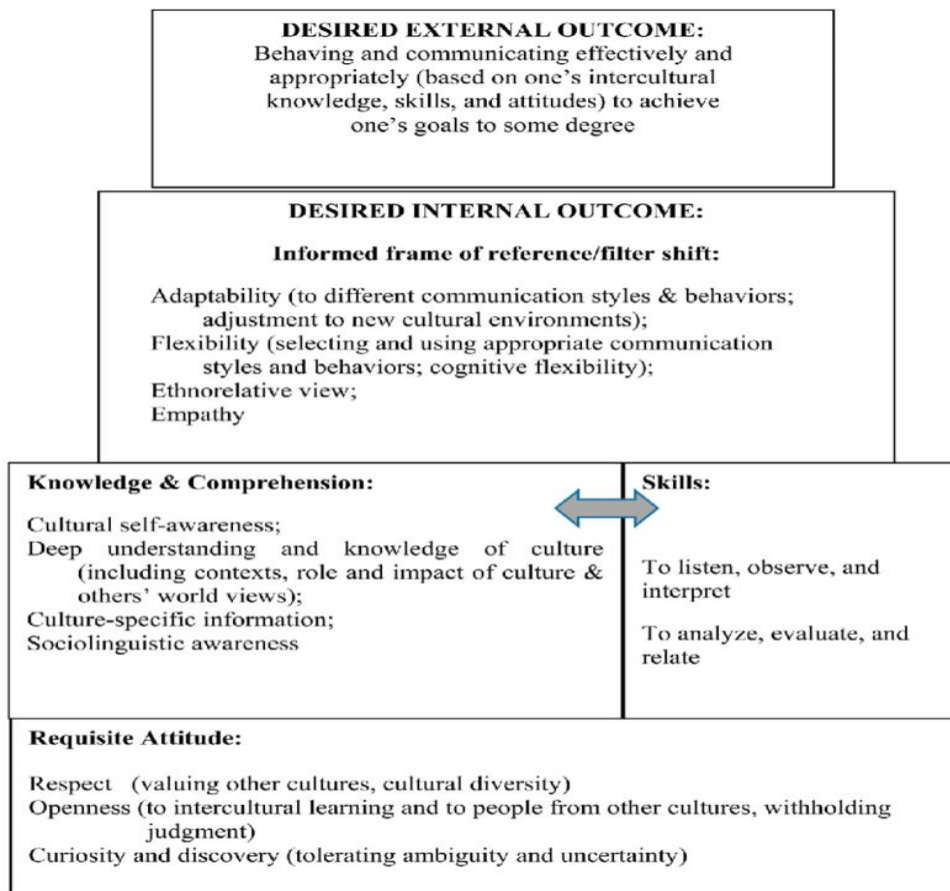 DESIRED EXTERNAL OUTCOME:
Behaving and communicating effectively and
appropriately (based on one's intercultural
knowledge, skills, and attitudes) to achieve
one's goals to some degree
DESIRED INTERNAL OUTCOME:
Informed frame of reference/filter shift:
Adaptability (to different communication styles & behaviors;
adjustment to new cultural environments);
Flexibility (selecting and using appropriate communication
styles and behaviors; cognitive flexibility);
Ethnorelative view;
Empathy
Knowledge & Comprehension:
Cultural self-awareness;
Deep understanding and knowledge of culture
(including contexts, role and impact of culture &
others' world views);
Culture-specific information;
Sociolinguistic awareness
Skills:
To listen, observe, and
interpret
To analyze, evaluate, and
relate
Requisite Attitude:
Respect (valuing other cultures, cultural diversity)
Openness (to intercultural learning and to people from other cultures, withholding
judgment)
Curiosity and discovery (tolerating ambiguity and uncertainty)